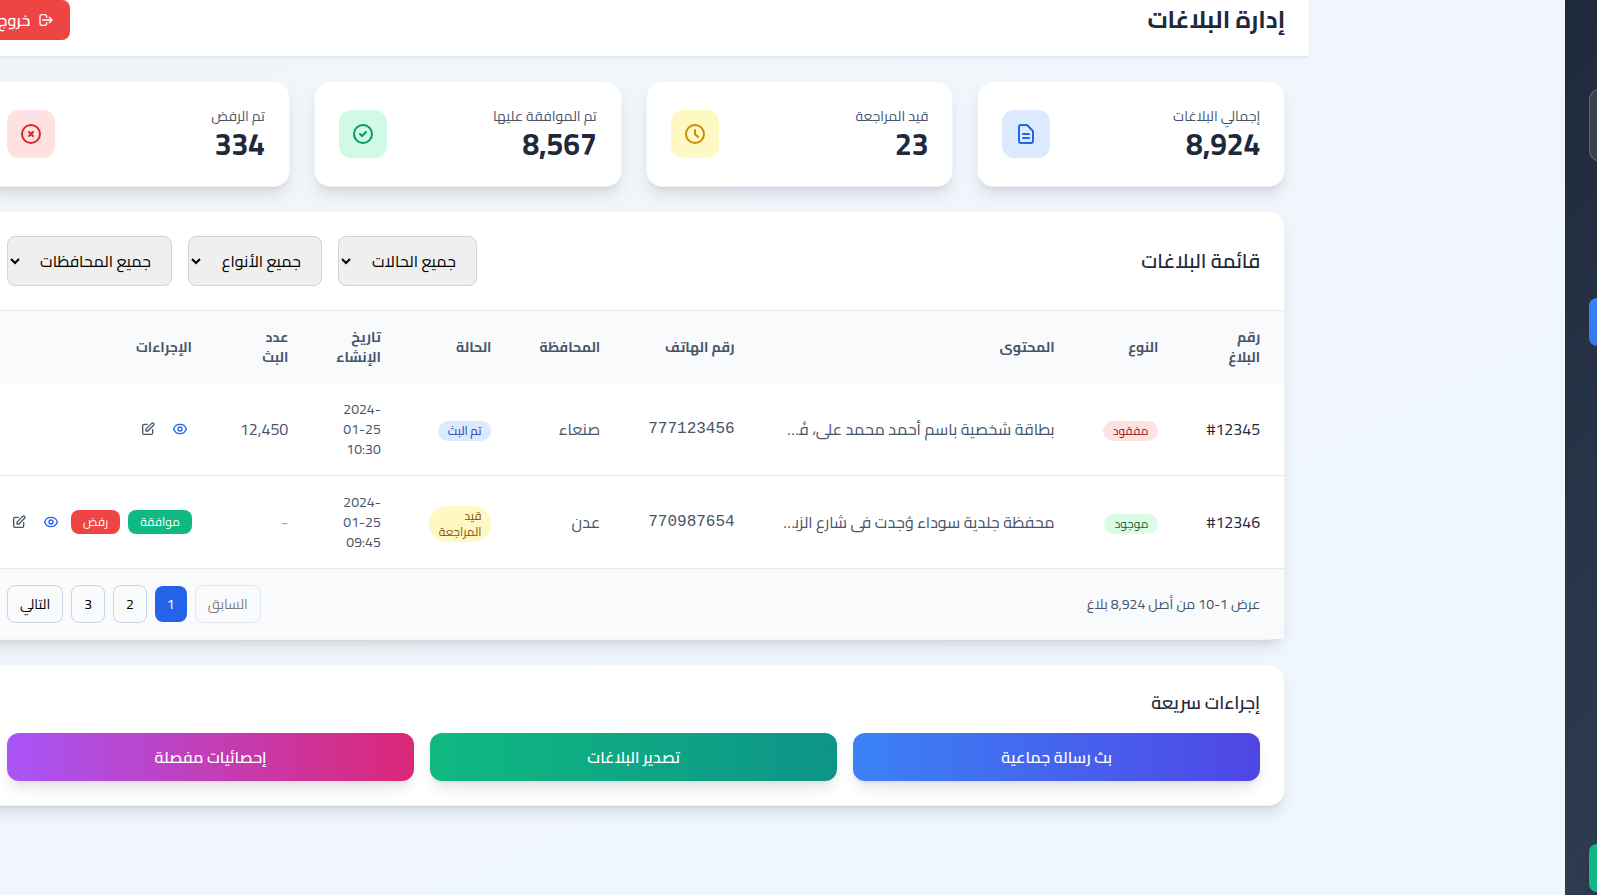 إدارة البلاغات
خروج
إجمالي البلاغات
8,924
قيد المراجعة
23
تم الموافقة عليها
8,567
تم الرفض
334
قائمة البلاغات
جميع الحالات
جميع الأنواع
جميع المحافظات
رقم البلاغ
النوع
المحتوى
رقم الهاتف
المحافظة
الحالة
تاريخ الإنشاء
عدد البث
الإجراءات
#12345
مفقود
بطاقة شخصية باسم أحمد محمد علي، فُ...
777123456
صنعاء
تم البث
2024-
01-25
10:30
12,450
#12346
موجود
محفظة جلدية سوداء وُجدت في شارع الزب...
770987654
عدن
قيد المراجعة
2024-
01-25
09:45
-
موافقة
رفض
عرض 1-10 من أصل 8,924 بلاغ
السابق
1
2
3
التالي
إجراءات سريعة
بث رسالة جماعية
تصدير البلاغات
إحصائيات مفصلة